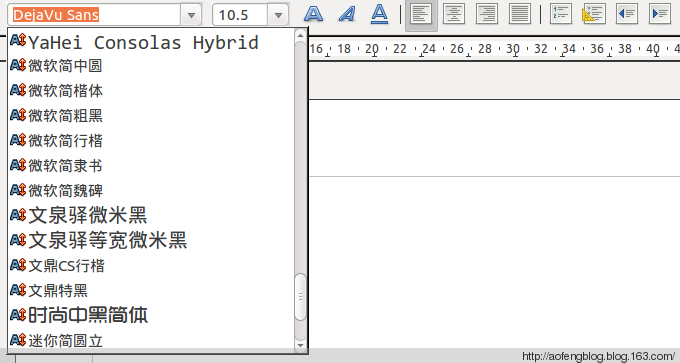 DejaVu Sans
10.5
YaHei Consolas Hybrid
16 18 20 22 24 26 28 30 32 34 36 38 40
微软简中圆
微软简楷体
微软简粗黑
微软简行楷
微软简隶书
微软简魏碑
文泉驿微米黑
文泉驿等宽微米黑
文鼎CS行楷
文鼎特黑
时尚中黑简体
迷你简圆立
http://aofengblog.blog.163.com/